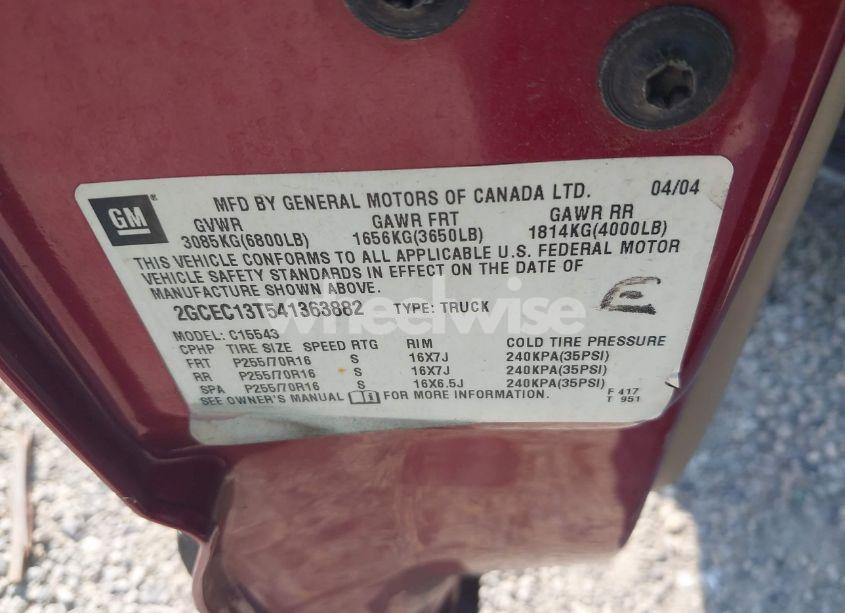 GM
MFD BY GENERAL MOTORS OF CANADA LTD. 04/04
GVWR GAWR FRT GAWR RR
3085KG(6800LB) 1656KG(3650LB) 1814KG(4000LB)
THIS VEHICLE CONFORMS TO ALL APPLICABLE U.S. FEDERAL MOTOR
VEHICLE SAFETY STANDARDS IN EFFECT ON THE DATE OF
MANUFACTURE SHOWN ABOVE.
2GCEC13T541363882 TYPE: TRUCK
E
MODEL: C15543
CPHP TIRE SIZE SPEED RTG RIM COLD TIRE PRESSURE
FRT P255/70R16 S 16X7J 240KPA(35PSI)
RR P255/70R16 S 16X7J 240KPA(35PSI)
SPA P255/70R16 S 16X6.5J 240KPA(35PSI)
SEE OWNER'S MANUAL FOR MORE INFORMATION.
F 417
T 951
wheelwise